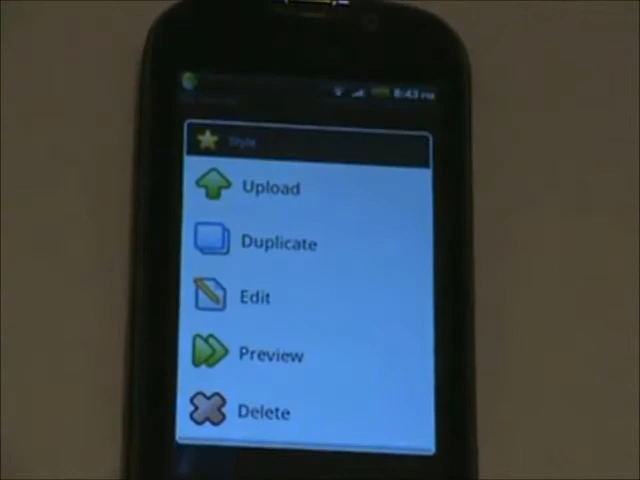 8:43 PM
Style
Upload
Duplicate
Edit
Preview
Delete